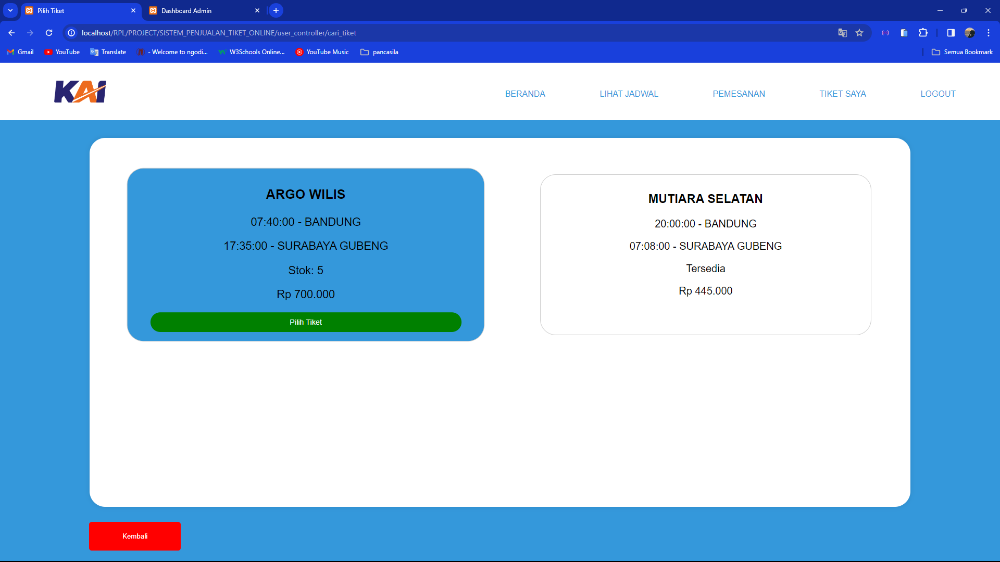 Pilih Tiket
Dashboard Admin
localhost/RPL/PROJECT/SISTEM_PENJUALAN_TIKET_ONLINE/user_controller/cari_tiket
Gmail
YouTube
Translate
- Welcome to ngodi...
W3Schools Online...
YouTube Music
pancasila
Semua Bookmark
KAI
BERANDA
LIHAT JADWAL
PEMESANAN
TIKET SAYA
LOGOUT
ARGO WILIS
07:40:00 - BANDUNG
17:35:00 - SURABAYA GUBENG
Stok: 5
Rp 700.000
Pilih Tiket
MUTIARA SELATAN
20:00:00 - BANDUNG
07:08:00 - SURABAYA GUBENG
Tersedia
Rp 445.000
Kembali